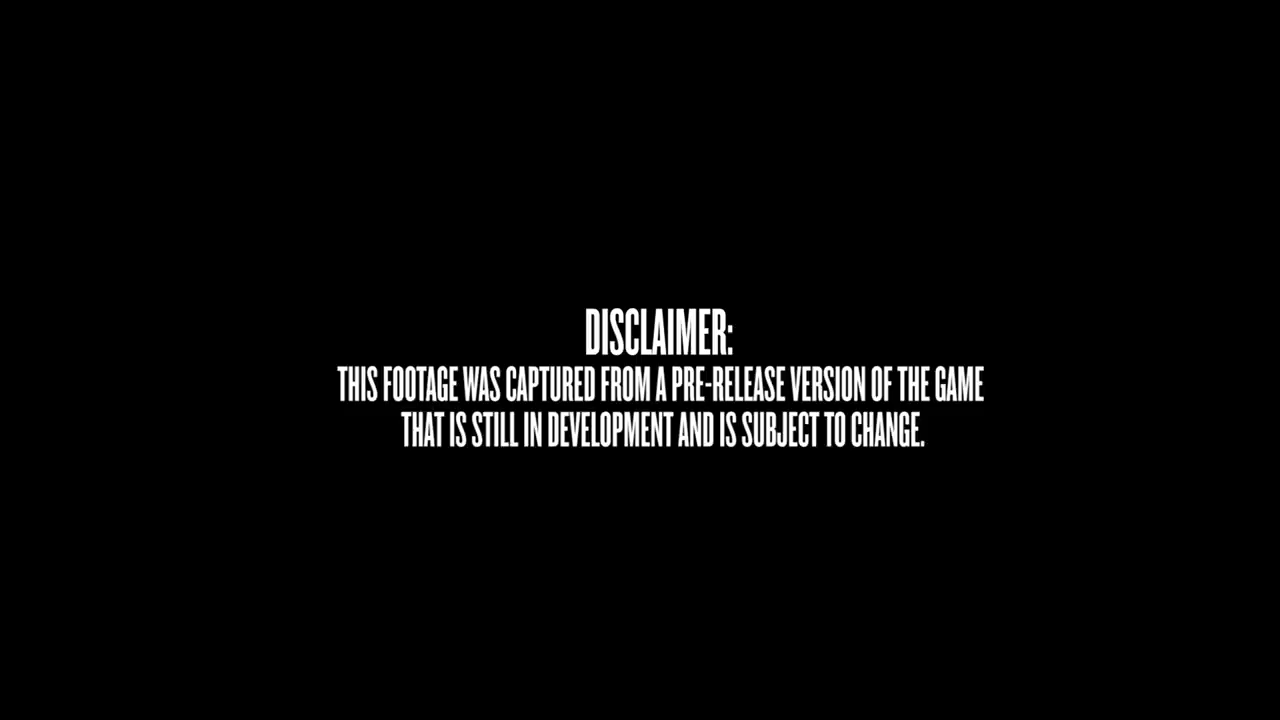 DISCLAIMER:
THIS FOOTAGE WAS CAPTURED FROM A PRE-RELEASE VERSION OF THE GAME
THAT IS STILL IN DEVELOPMENT AND IS SUBJECT TO CHANGE.